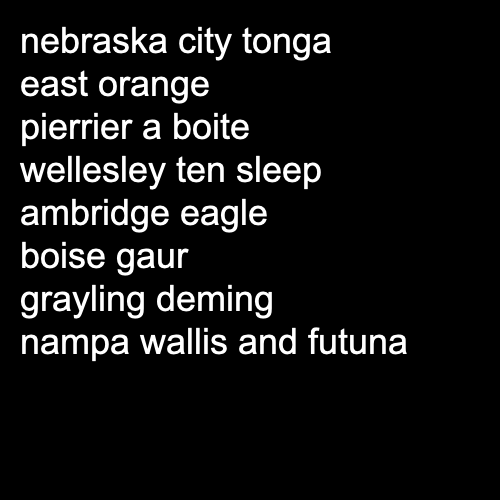 nebraska city tonga
east orange
pierrier a boite
wellesley ten sleep
ambridge eagle
boise gaur
grayling deming
nampa wallis and futuna